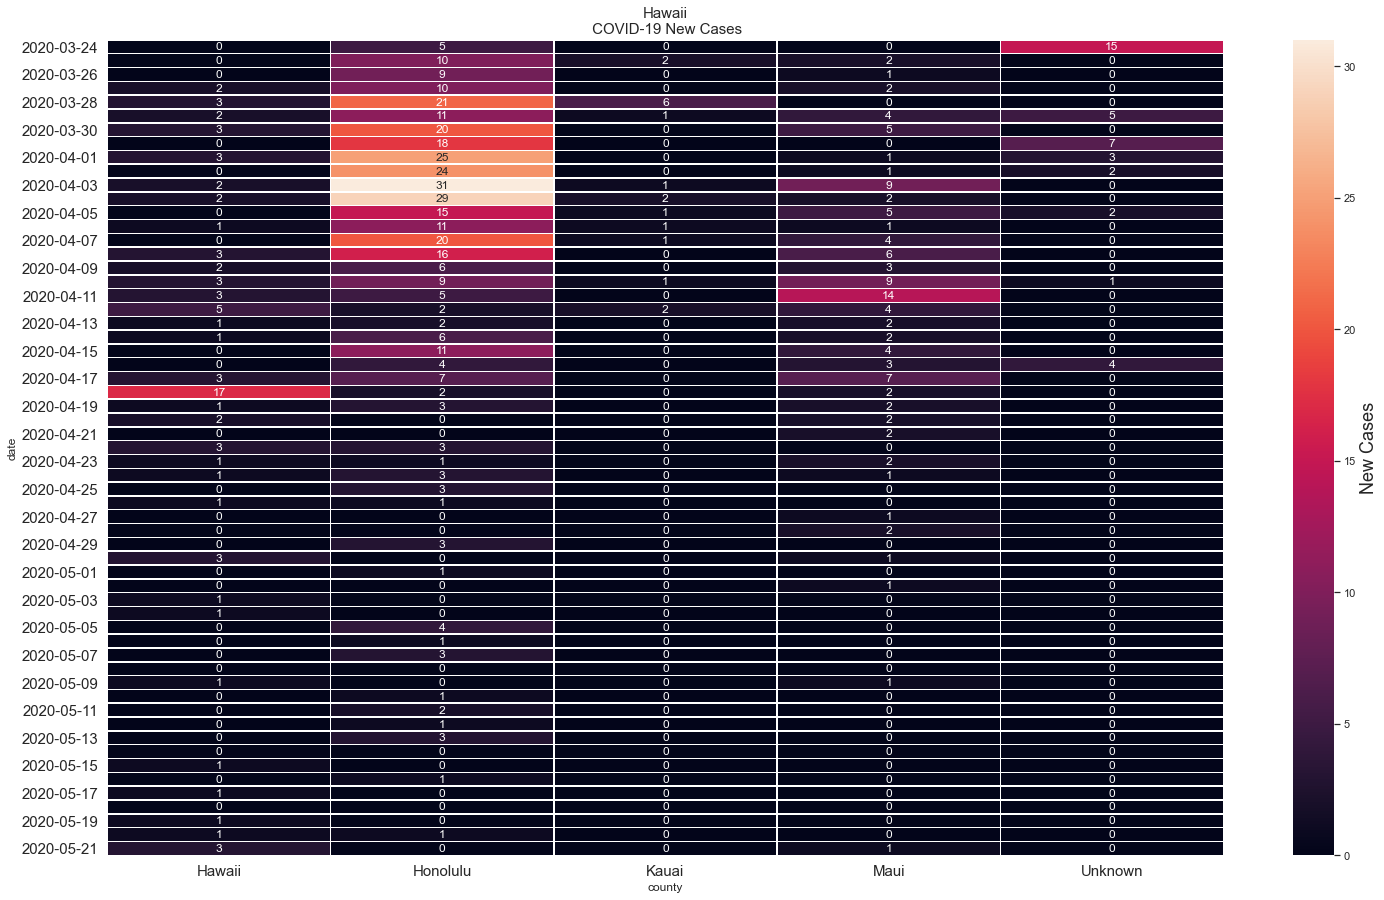 Hawaii
COVID-19 New Cases
2020-03-24 0 5 0 0 15
0 10 2 2 0
2020-03-26 0 9 0 1 0
2 10 0 2 0
2020-03-28 3 21 6 0 0
2 11 1 4 5
2020-03-30 3 20 0 5 0
0 18 0 0 7
2020-04-01 3 25 0 1 3
0 24 0 1 2
2020-04-03 2 31 1 9 0
2 29 2 2 0
2020-04-05 0 15 1 5 2
1 11 1 1 0
2020-04-07 0 20 1 4 0
3 16 0 6 0
2020-04-09 2 6 0 3 0
3 9 1 9 1
2020-04-11 3 5 0 14 0
5 2 2 4 0
2020-04-13 1 2 0 2 0
1 6 0 2 0
2020-04-15 0 11 0 4 0
0 4 0 3 4
2020-04-17 3 7 0 7 0
17 2 0 2 0
2020-04-19 1 3 0 2 0
2 0 0 2 0
2020-04-21 0 0 0 2 0
3 3 0 0 0
2020-04-23 1 1 0 2 0
1 3 0 1 0
2020-04-25 0 3 0 0 0
1 1 0 0 0
2020-04-27 0 0 0 1 0
0 0 0 2 0
2020-04-29 0 3 0 0 0
3 0 0 1 0
2020-05-01 0 1 0 0 0
0 0 0 1 0
2020-05-03 1 0 0 0 0
1 0 0 0 0
2020-05-05 0 4 0 0 0
0 1 0 0 0
2020-05-07 0 3 0 0 0
0 0 0 0 0
2020-05-09 1 0 0 1 0
0 1 0 0 0
2020-05-11 0 2 0 0 0
0 1 0 0 0
2020-05-13 0 3 0 0 0
0 0 0 0 0
2020-05-15 1 0 0 0 0
0 1 0 0 0
2020-05-17 1 0 0 0 0
0 0 0 0 0
2020-05-19 1 0 0 0 0
1 1 0 0 0
2020-05-21 3 0 0 1 0
Hawaii Honolulu Kauai Maui Unknown
county
date
30
25
20
15
10
5
0
New Cases